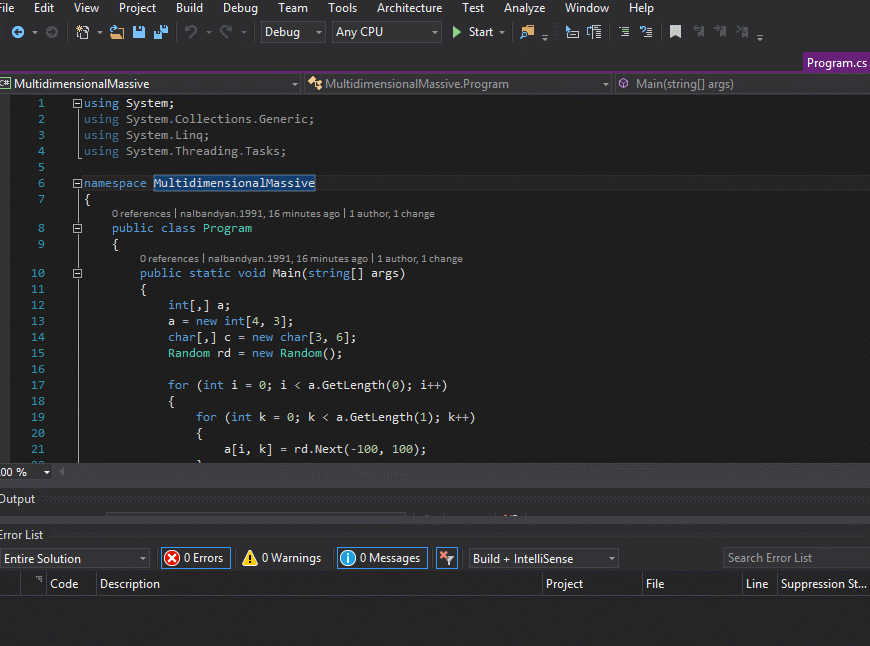 File Edit View Project Build Debug Team Tools Architecture Test Analyze Window Help
Debug Any CPU Start
Program.cs
C# MultidimensionalMassive MultidimensionalMassive.Program Main(string[] args)
1 using System;
2 using System.Collections.Generic;
3 using System.Linq;
4 using System.Threading.Tasks;
5
6 namespace MultidimensionalMassive
7 {
0 references | nalbandyan.1991, 16 minutes ago | 1 author, 1 change
8 public class Program
9 {
0 references | nalbandyan.1991, 16 minutes ago | 1 author, 1 change
10 public static void Main(string[] args)
11 {
12 int[,] a;
13 a = new int[4, 3];
14 char[,] c = new char[3, 6];
15 Random rd = new Random();
16
17 for (int i = 0; i < a.GetLength(0); i++)
18 {
19 for (int k = 0; k < a.GetLength(1); k++)
20 {
21 a[i, k] = rd.Next(-100, 100);
00 %
Output
Error List
Entire Solution 0 Errors 0 Warnings 0 Messages Build + IntelliSense Search Error List
Code Description Project File Line Suppression St...